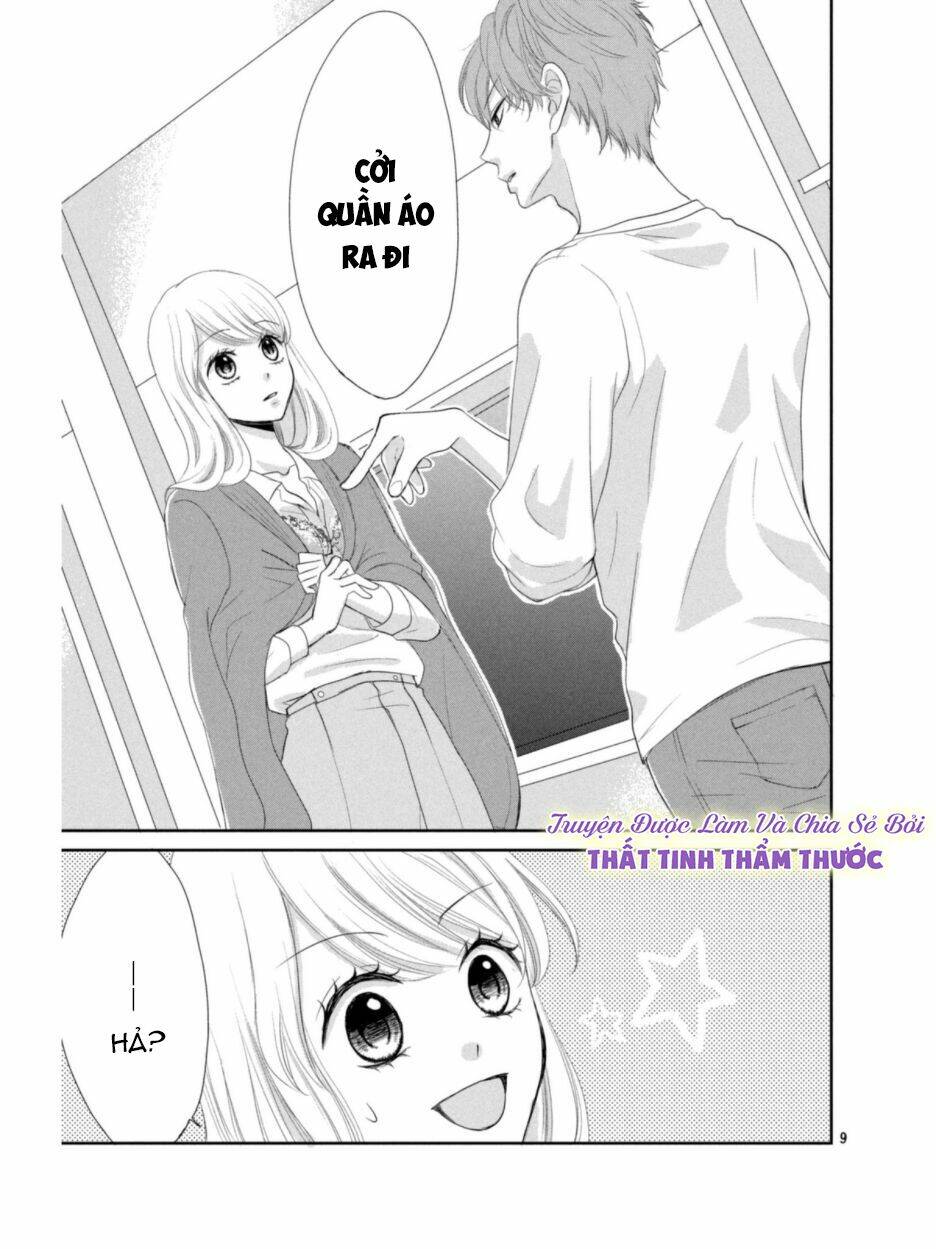 CỞI
QUẦN ÁO
RA ĐI
Truyện Được Làm Và Chia Sẻ Bởi
THẤT TINH THẨM THƯỚC
HẢ?
9